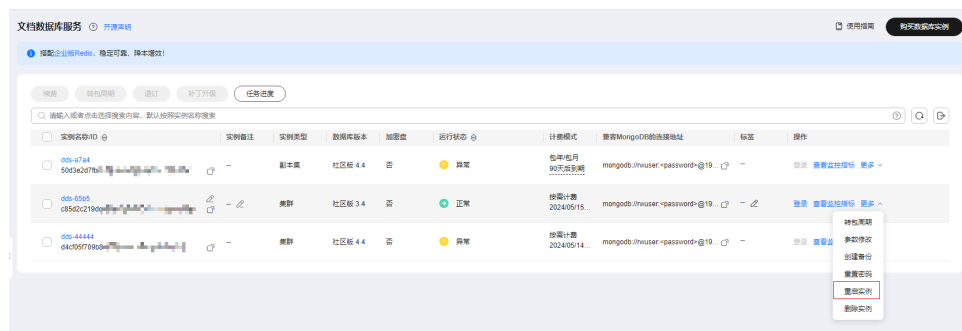 文档数据库服务 开源声明 使用指南 购买数据库实例
搭配企业版Redis，稳定可靠，降本增效！
续费 转包周期 退订 补丁升级 任务进度
请输入或者点击选择搜索内容，默认按照实例名称搜索
实例名称/ID 实例备注 实例类型 数据库版本 加密盘 运行状态 计费模式 兼容MongoDB的连接地址 标签 操作
dds-a7a4
50d3e2d7fb -- 副本集 社区版 4.4 否 异常 包年/包月 mongodb://rwuser:<password>@19... -- 登录 查看监控指标 更多
90天后到期
dds-65b5
c85d2c219d -- 集群 社区版 3.4 否 正常 按需计费 mongodb://rwuser:<password>@19... -- 登录 查看监控指标 更多
2024/05/15...
dds-44444
d4cf05f709b8 -- 集群 社区版 4.4 否 异常 按需计费 mongodb://rwuser:<password>@19... -- 登录 查看监
2024/05/14...
转包周期
参数修改
创建备份
重置密码
重启实例
删除实例